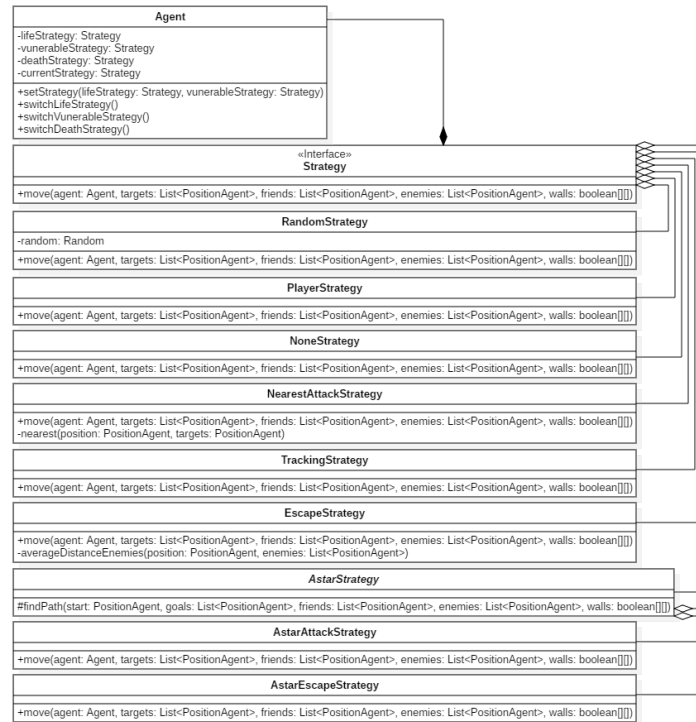 Agent
-lifeStrategy: Strategy
-vunerableStrategy: Strategy
-deathStrategy: Strategy
-currentStrategy: Strategy
+setStrategy(lifeStrategy: Strategy, vunerableStrategy: Strategy)
+switchLifeStrategy()
+switchVunerableStrategy()
+switchDeathStrategy()
«Interface»
Strategy
+move(agent: Agent, targets: List<PositionAgent>, friends: List<PositionAgent>, enemies: List<PositionAgent>, walls: boolean[][])
RandomStrategy
-random: Random
+move(agent: Agent, targets: List<PositionAgent>, friends: List<PositionAgent>, enemies: List<PositionAgent>, walls: boolean[][])
PlayerStrategy
+move(agent: Agent, targets: List<PositionAgent>, friends: List<PositionAgent>, enemies: List<PositionAgent>, walls: boolean[][])
NoneStrategy
+move(agent: Agent, targets: List<PositionAgent>, friends: List<PositionAgent>, enemies: List<PositionAgent>, walls: boolean[][])
NearestAttackStrategy
+move(agent: Agent, targets: List<PositionAgent>, friends: List<PositionAgent>, enemies: List<PositionAgent>, walls: boolean[][])
-nearest(position: PositionAgent, targets: PositionAgent)
TrackingStrategy
+move(agent: Agent, targets: List<PositionAgent>, friends: List<PositionAgent>, enemies: List<PositionAgent>, walls: boolean[][])
EscapeStrategy
+move(agent: Agent, targets: List<PositionAgent>, friends: List<PositionAgent>, enemies: List<PositionAgent>, walls: boolean[][])
-averageDistanceEnemies(position: PositionAgent, enemies: List<PositionAgent>)
AstarStrategy
#findPath(start: PositionAgent, goals: List<PositionAgent>, friends: List<PositionAgent>, enemies: List<PositionAgent>, walls: boolean[][])
AstarAttackStrategy
+move(agent: Agent, targets: List<PositionAgent>, friends: List<PositionAgent>, enemies: List<PositionAgent>, walls: boolean[][])
AstarEscapeStrategy
+move(agent: Agent, targets: List<PositionAgent>, friends: List<PositionAgent>, enemies: List<PositionAgent>, walls: boolean[][])